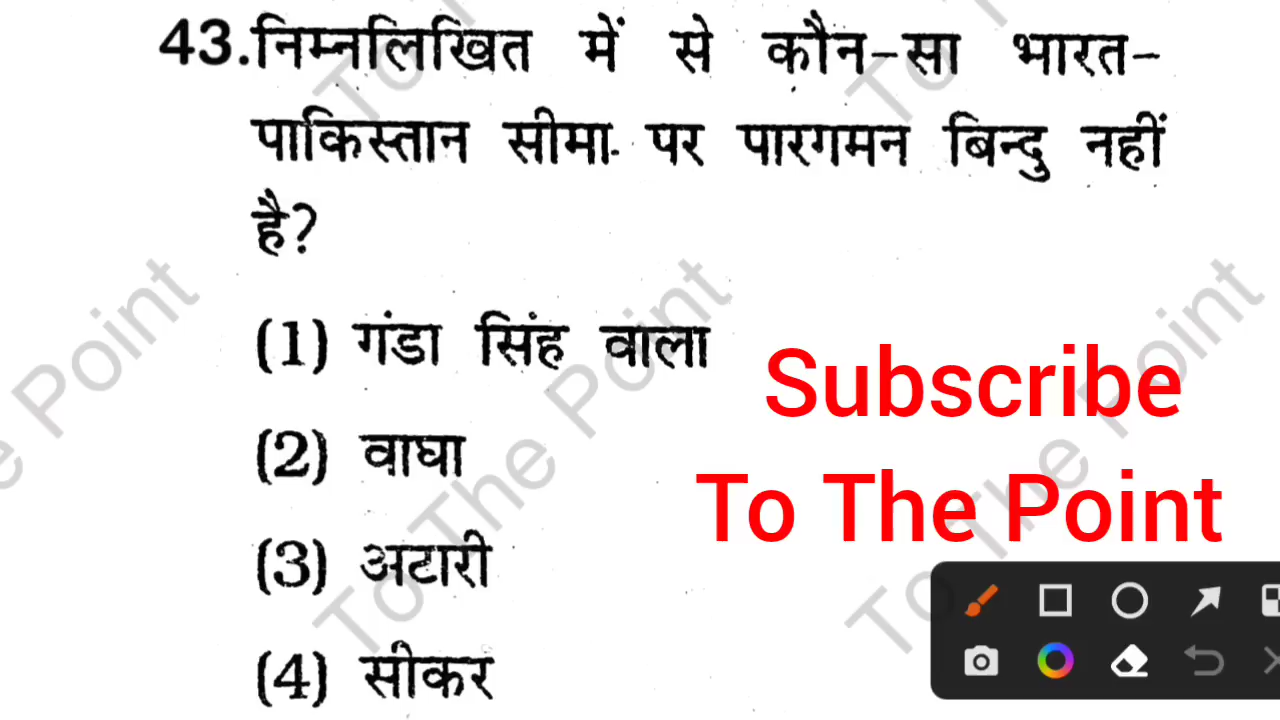 43. निम्नलिखित में से कौन-सा भारत-
पाकिस्तान सीमा पर पारगमन बिन्दु नहीं
है?
(1) गंडा सिंह वाला
(2) वाघा
(3) अटारी
(4) सीकर
Subscribe
To The Point